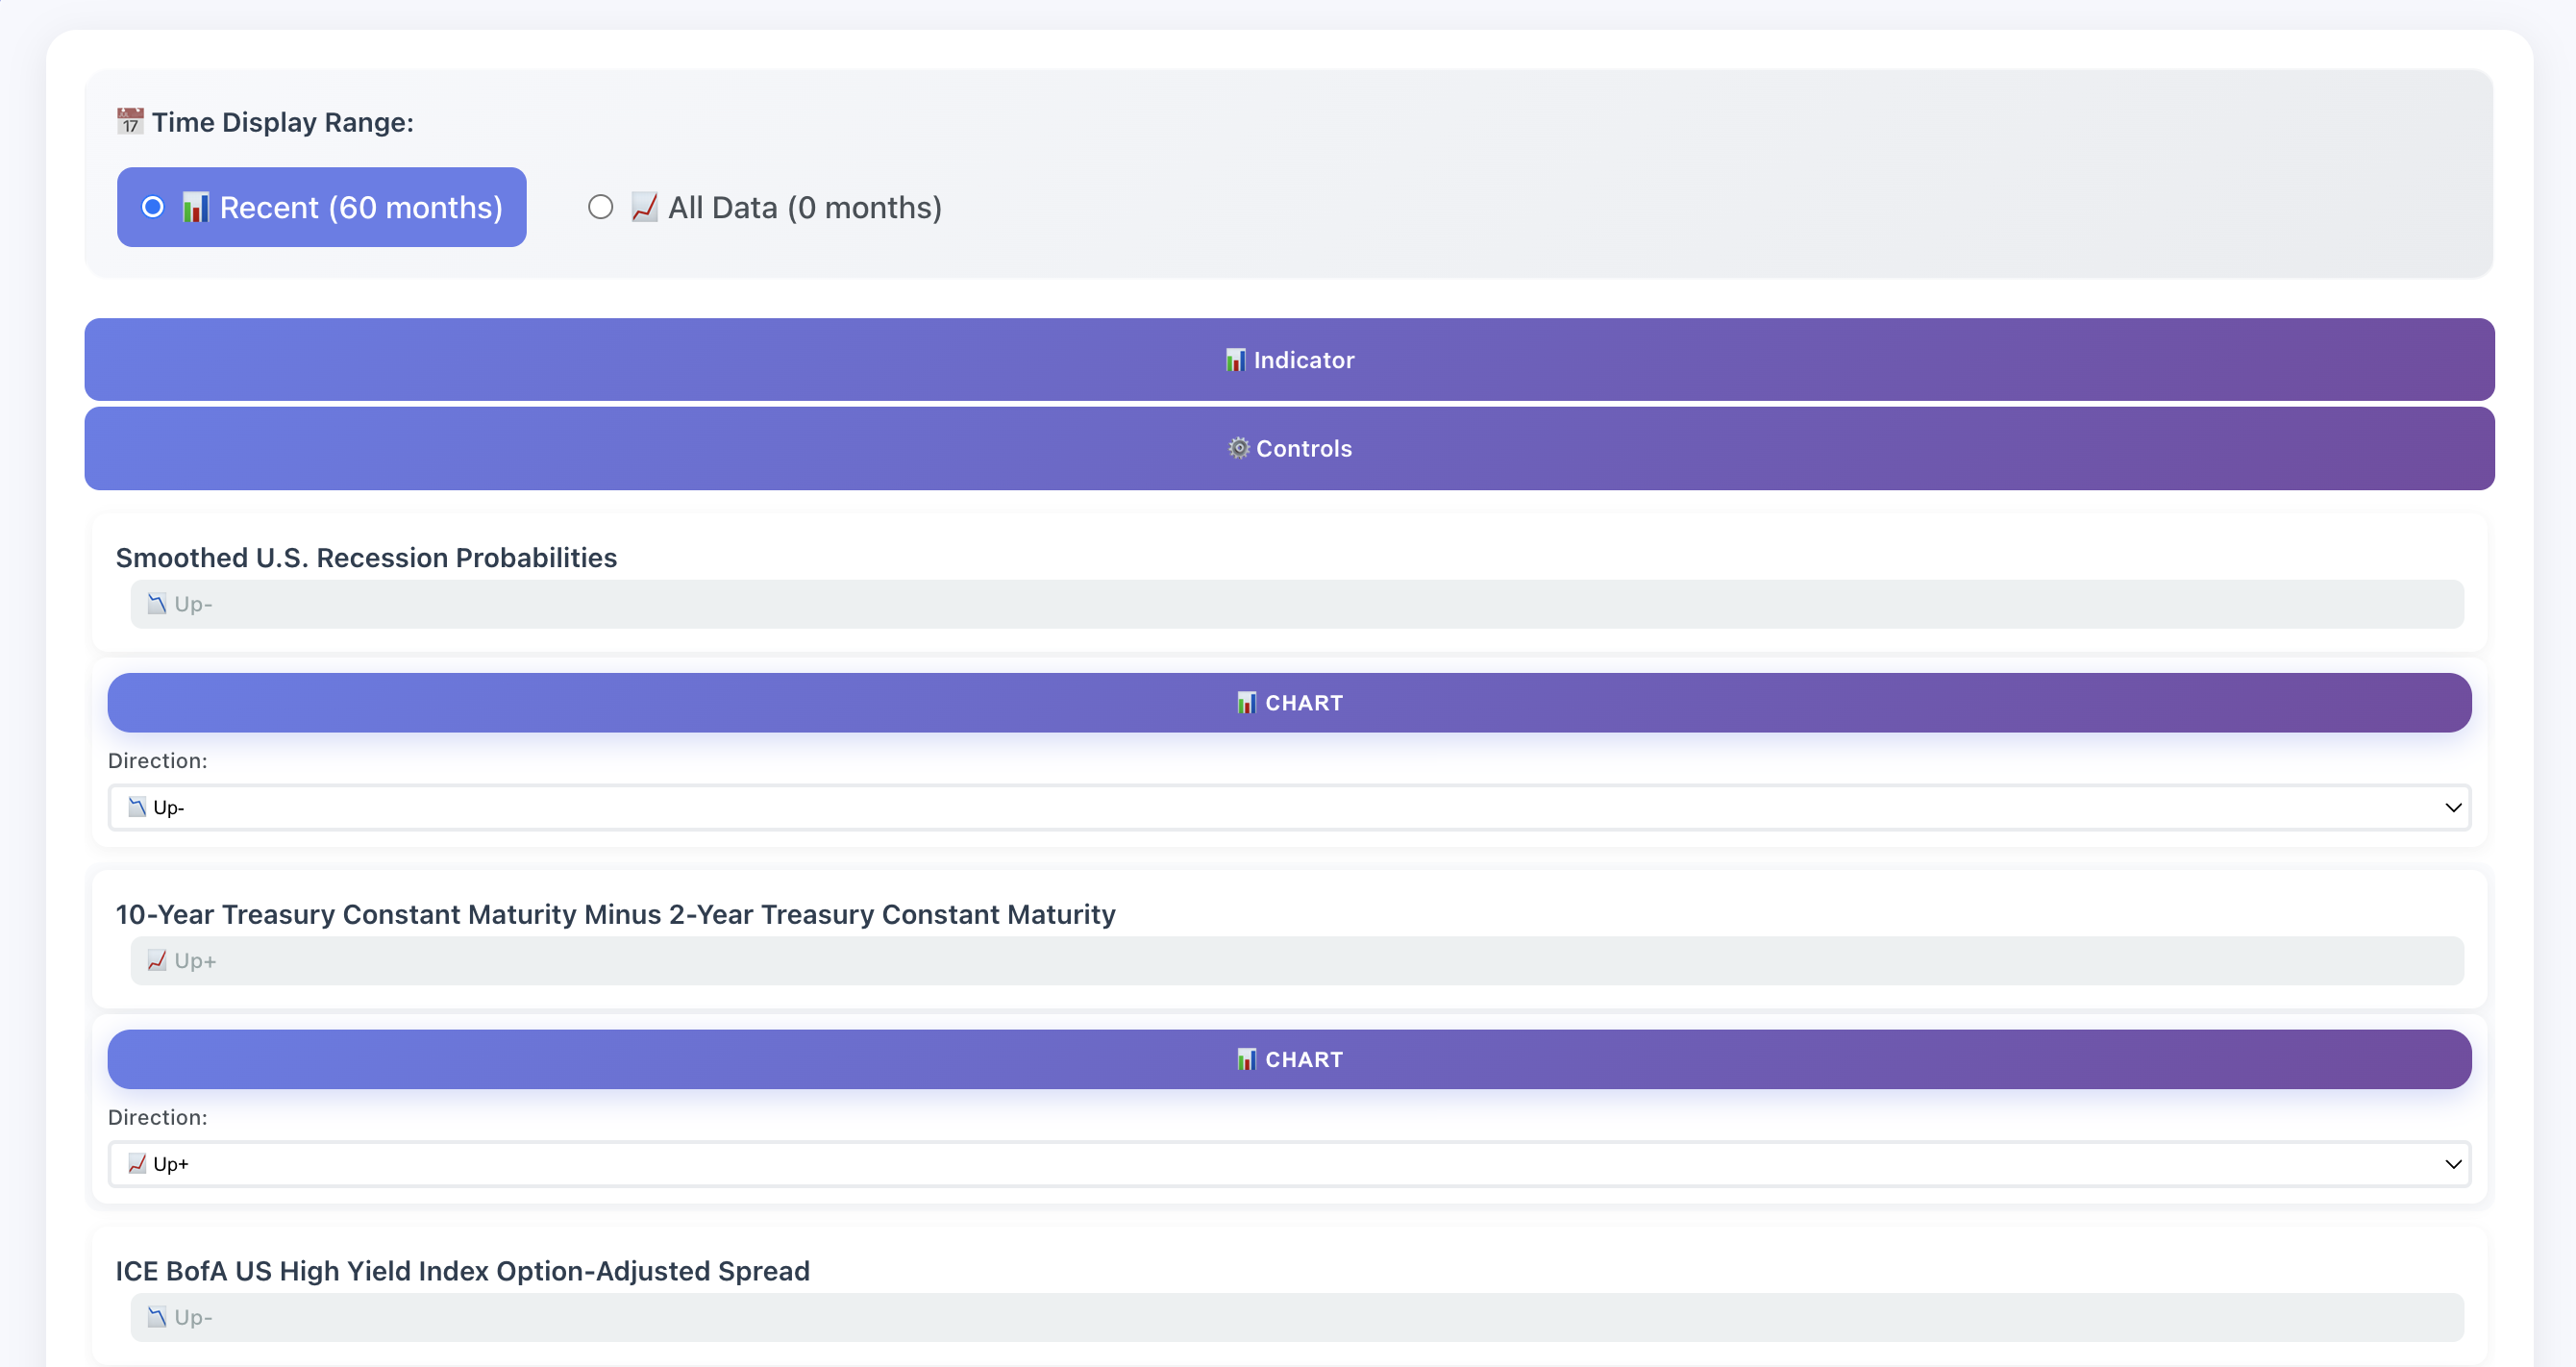 Time Display Range:
Recent (60 months)
All Data (0 months)
Indicator
Controls
Smoothed U.S. Recession Probabilities
Up-
CHART
Direction:
Up-
10-Year Treasury Constant Maturity Minus 2-Year Treasury Constant Maturity
Up+
CHART
Direction:
Up+
ICE BofA US High Yield Index Option-Adjusted Spread
Up-